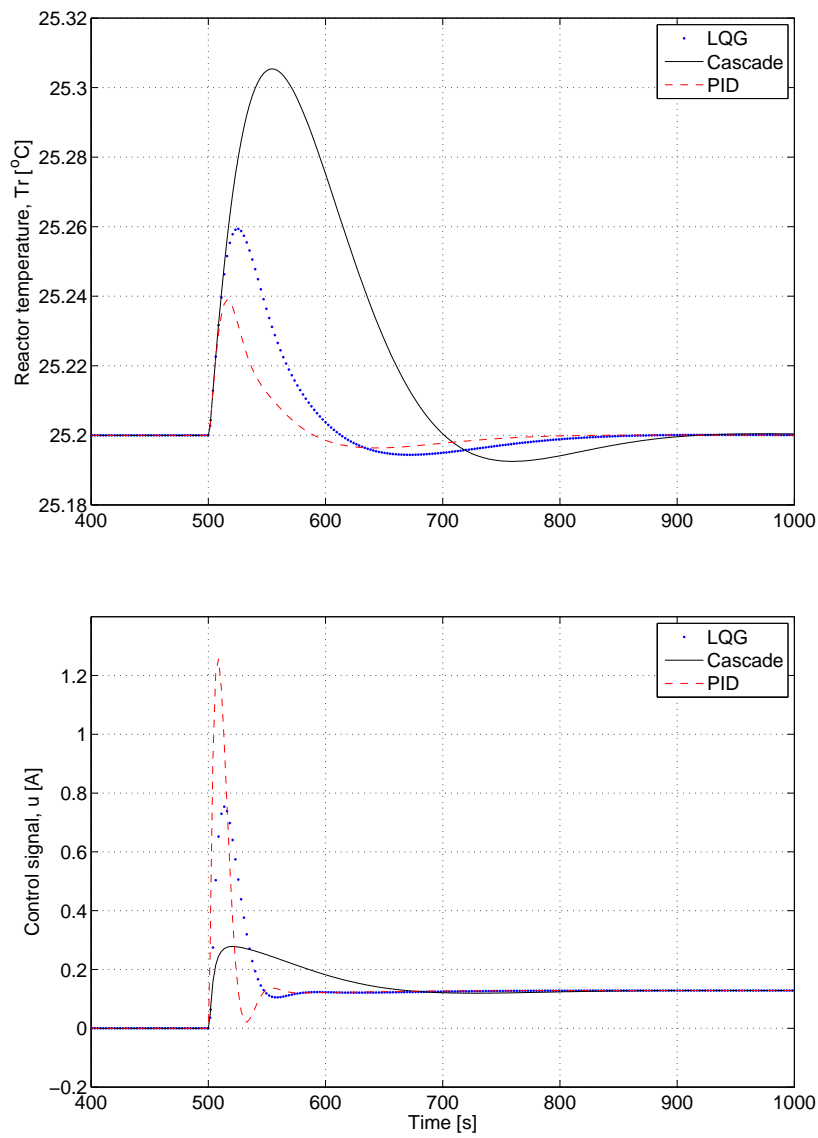 25.32
25.3
25.28
25.26
25.24
25.22
25.2
25.18
Reactor temperature, Tr [°C]
LQG
Cascade
PID
400 500 600 700 800 900 1000
1.2
1
0.8
0.6
0.4
0.2
0
−0.2
Control signal, u [A]
LQG
Cascade
PID
400 500 600 700 800 900 1000
Time [s]